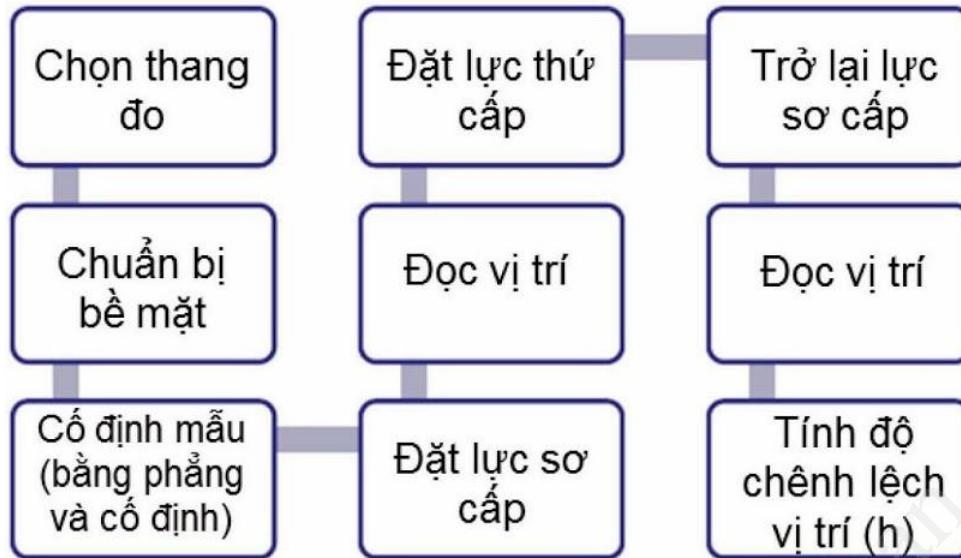 Chọn thang
đo
Chuẩn bị
bề mặt
Cố định mẫu
(bằng phẳng
và cố định)
Đặt lực sơ
cấp
Đọc vị trí
Đặt lực thứ
cấp
Trở lại lực
sơ cấp
Đọc vị trí
Tính độ
chênh lệch
vị trí (h)